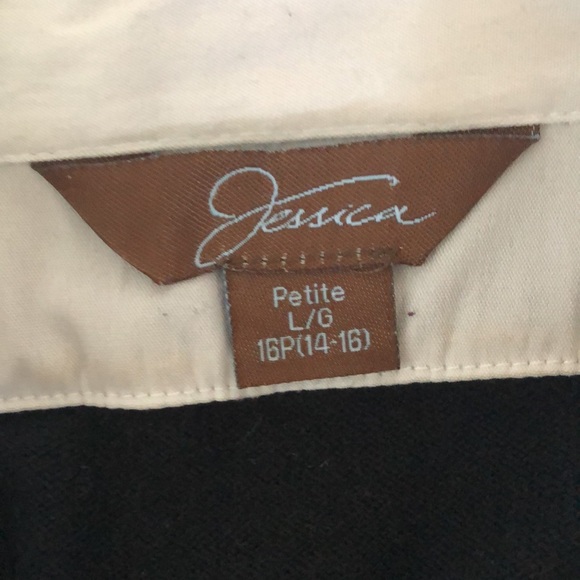 Jessica
Petite
L/G
16P(14-16)